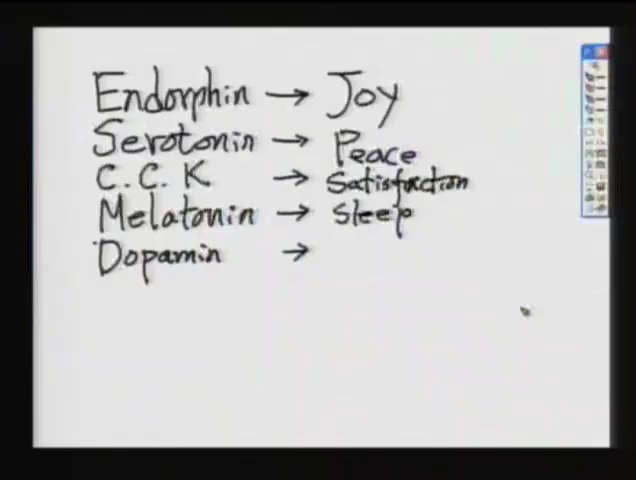 Endorphin → Joy
Serotonin → Peace
C.C.K → Satisfaction
Melatonin → Sleep
Dopamin →